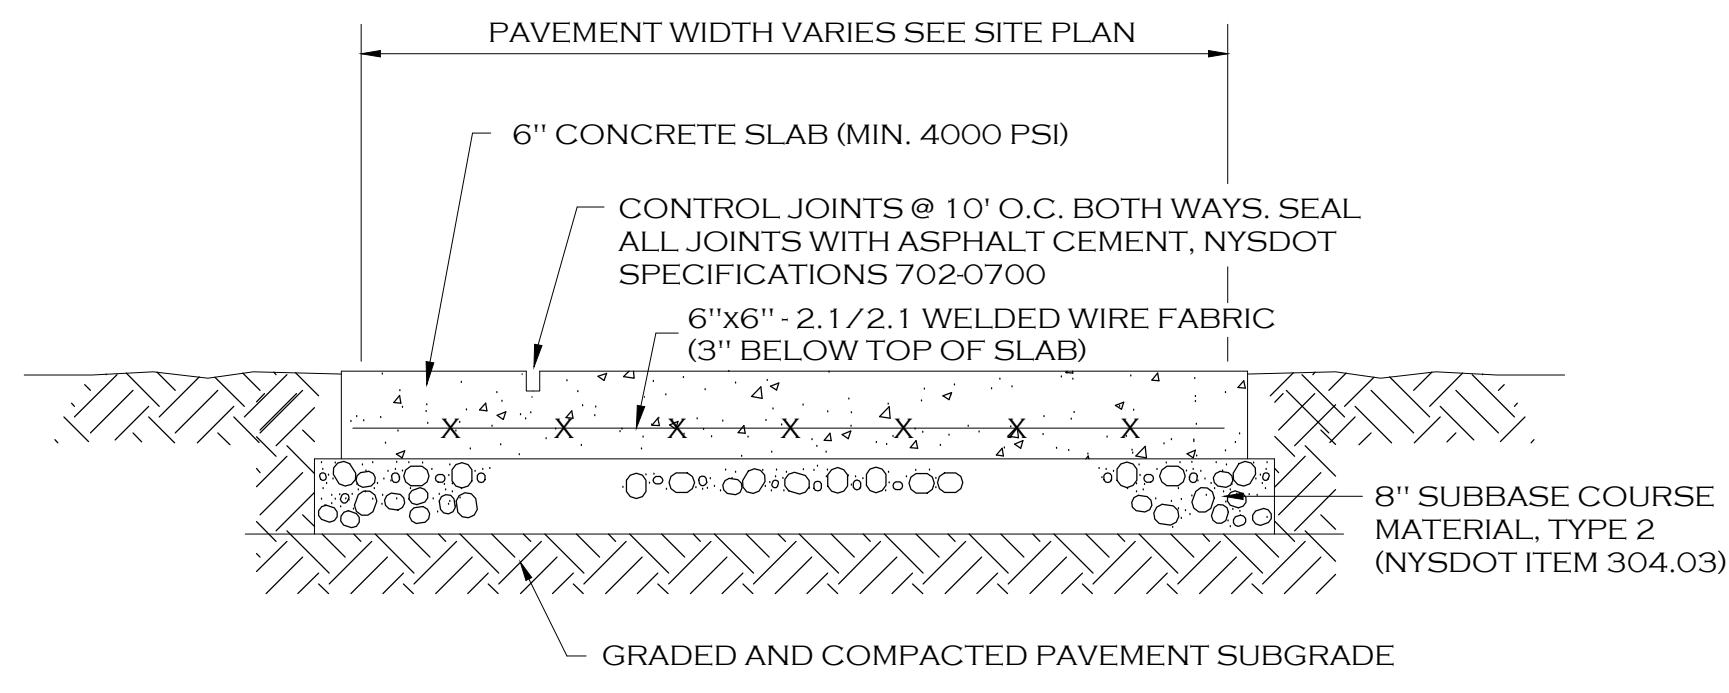 PAVEMENT WIDTH VARIES SEE SITE PLAN
6" CONCRETE SLAB (MIN. 4000 PSI)
CONTROL JOINTS @ 10' O.C. BOTH WAYS. SEAL
ALL JOINTS WITH ASPHALT CEMENT, NYSDOT
SPECIFICATIONS 702-0700
6"x6" - 2.1/2.1 WELDED WIRE FABRIC
(3" BELOW TOP OF SLAB)
8" SUBBASE COURSE
MATERIAL, TYPE 2
(NYSDOT ITEM 304.03)
GRADED AND COMPACTED PAVEMENT SUBGRADE